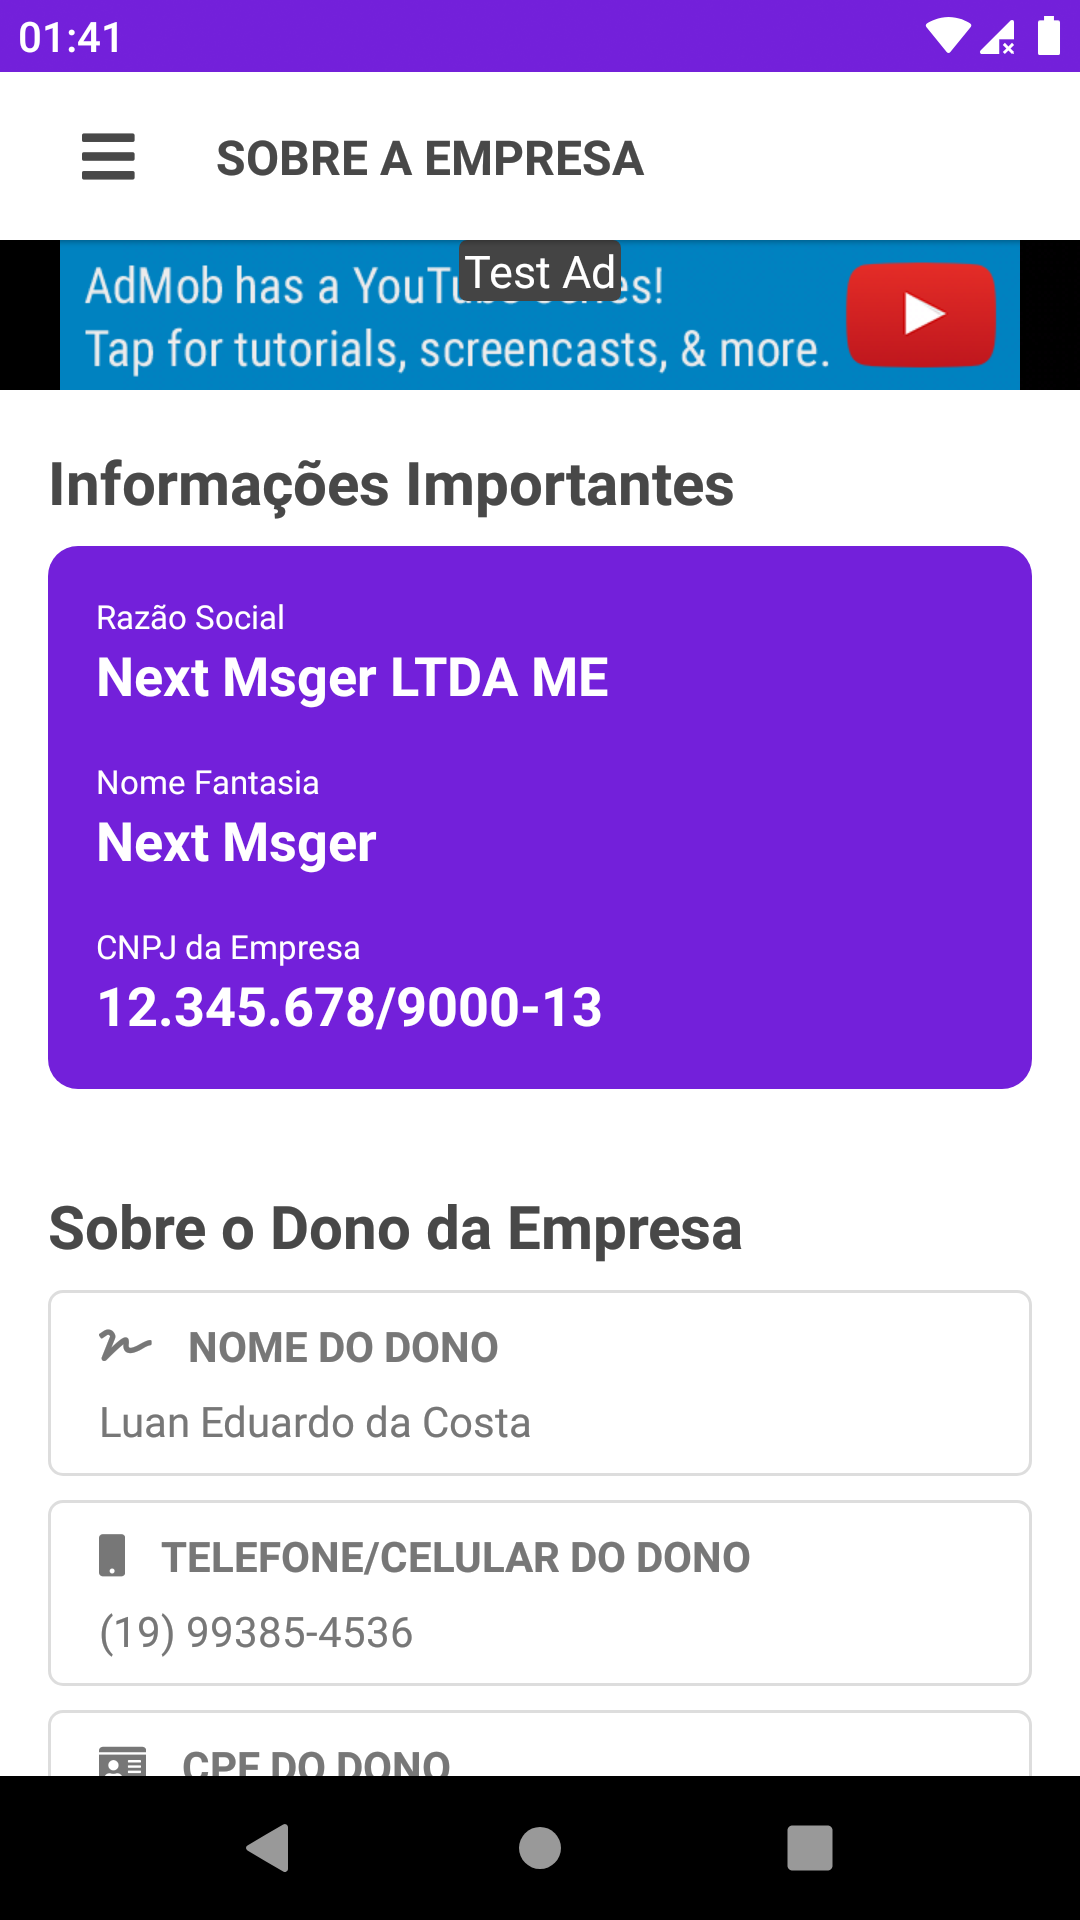 01:41
SOBRE A EMPRESA
Test Ad
AdMob has a YouTube series!
Tap for tutorials, screencasts, & more.
Informações Importantes
Razão Social
Next Msger LTDA ME
Nome Fantasia
Next Msger
CNPJ da Empresa
12.345.678/9000-13
Sobre o Dono da Empresa
NOME DO DONO
Luan Eduardo da Costa
TELEFONE/CELULAR DO DONO
(19) 99385-4536
CPF DO DONO